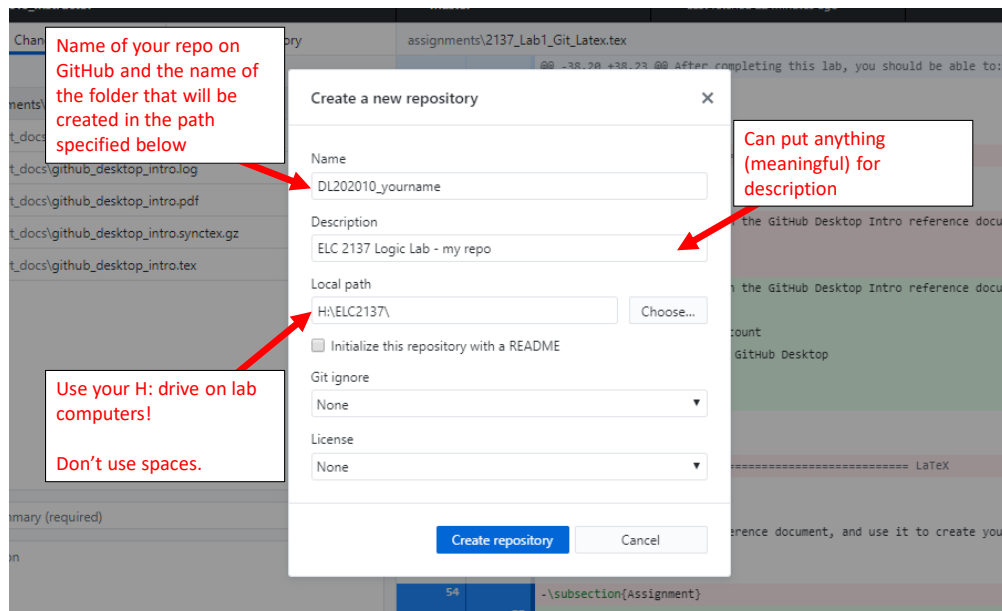 Chan
ory
assignments\2137_Lab1_Git_Latex.tex
Name of your repo on
GitHub and the name of
the folder that will be
created in the path
specified below
@@ -38,20 +38,23 @@ After completing this lab, you should be able to:
Create a new repository
×
ments\
t_docs
t_docs\github_desktop_intro.log
t_docs\github_desktop_intro.pdf
t_docs\github_desktop_intro.synctex.gz
t_docs\github_desktop_intro.tex
Can put anything
(meaningful) for
description
Name
DL202010_yourname
Description
ELC 2137 Logic Lab - my repo
the GitHub Desktop Intro reference docu
Local path
H:\ELC2137\
Choose...
the GitHub Desktop Intro reference docu
Initialize this repository with a README
count
GitHub Desktop
Use your H: drive on lab
computers!
Don’t use spaces.
Git ignore
None
License
None
=========================== LaTeX
mmary (required)
on
erence document, and use it to create you
Create repository
Cancel
54
-\subsection{Assignment}